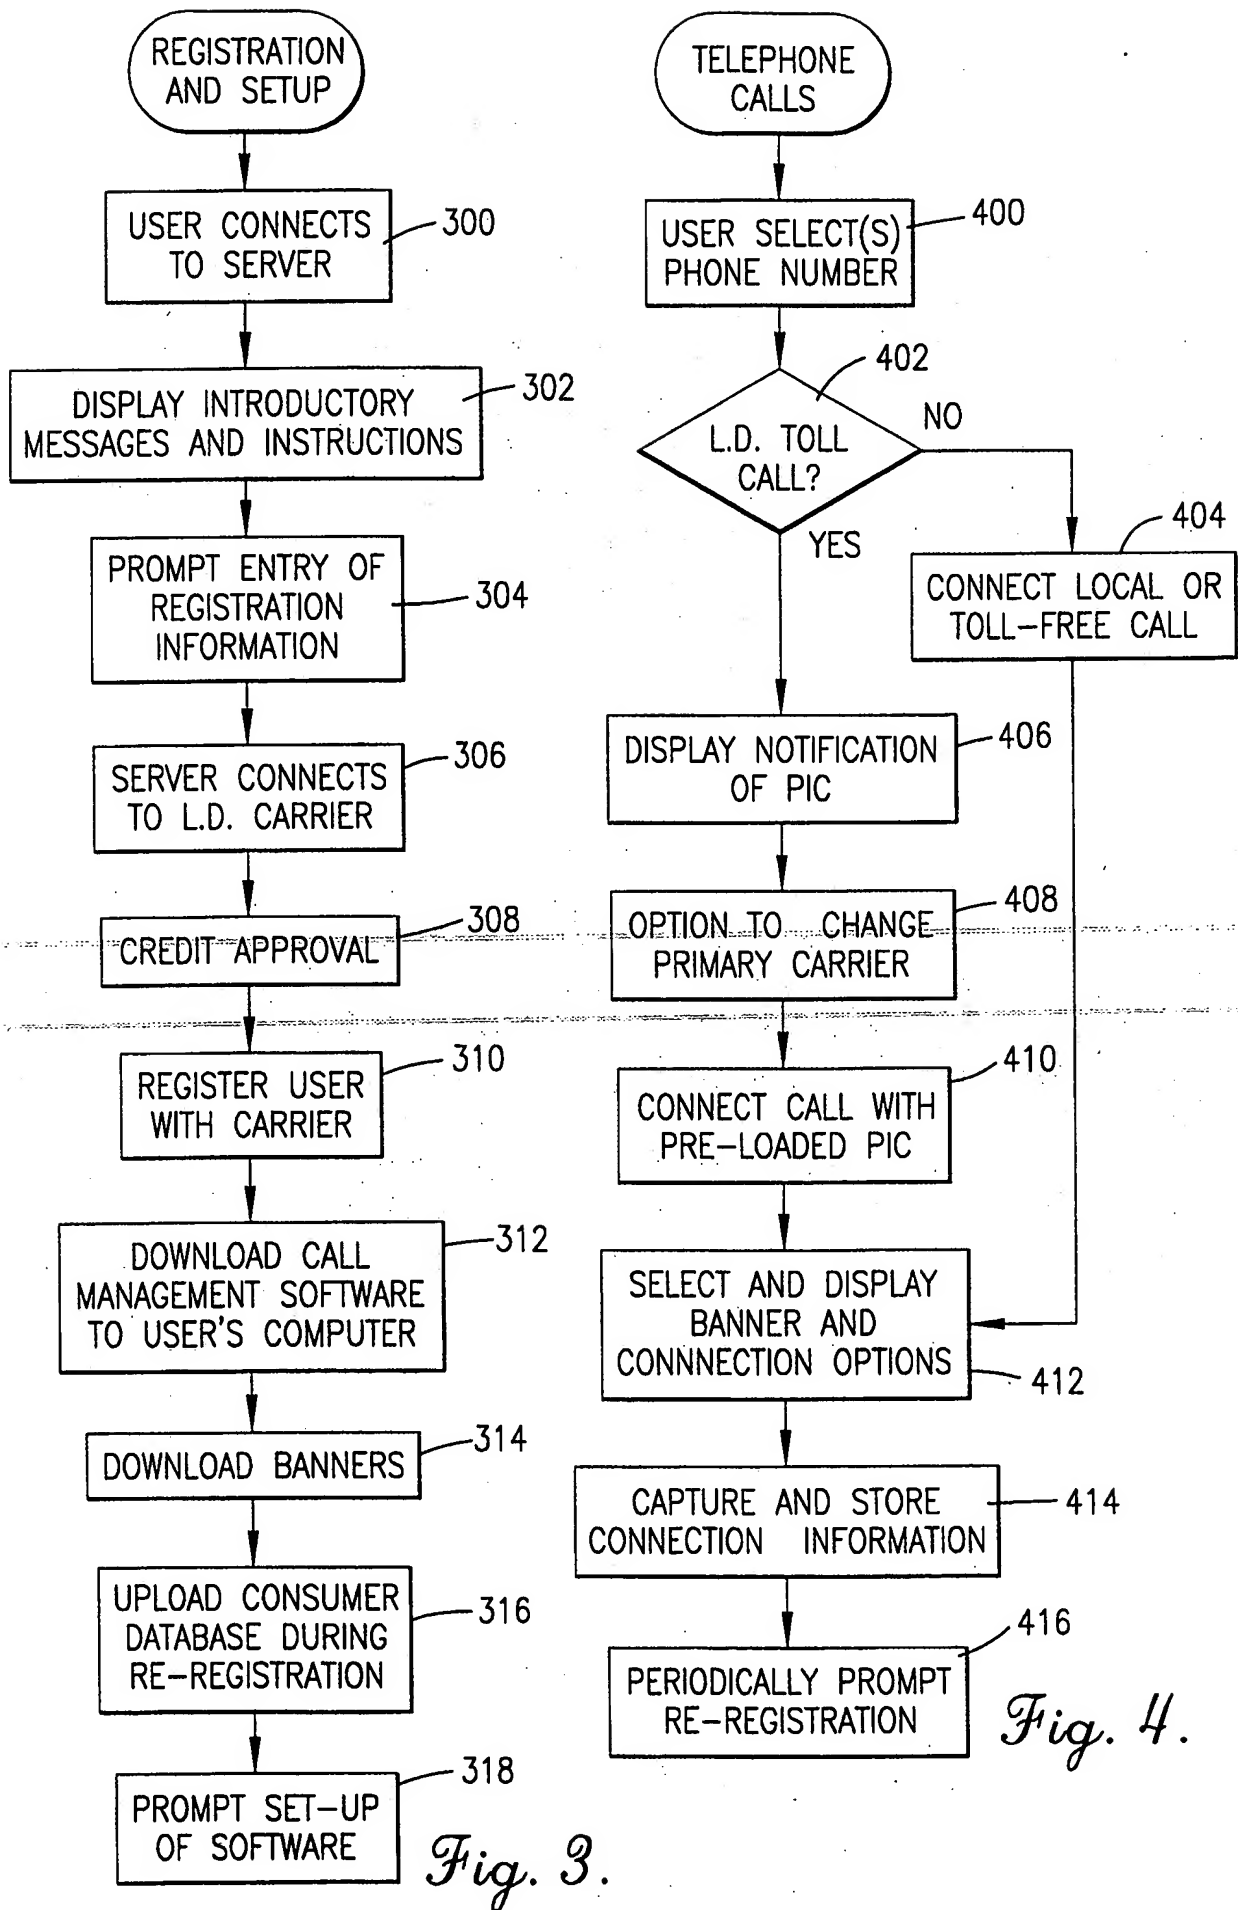 REGISTRATION
AND SETUP
USER CONNECTS
TO SERVER
300
DISPLAY INTRODUCTORY
MESSAGES AND INSTRUCTIONS
302
PROMPT ENTRY OF
REGISTRATION
INFORMATION
304
SERVER CONNECTS
TO L.D. CARRIER
306
CREDIT APPROVAL
308
REGISTER USER
WITH CARRIER
310
DOWNLOAD CALL
MANAGEMENT SOFTWARE
TO USER'S COMPUTER
312
DOWNLOAD BANNERS
314
UPLOAD CONSUMER
DATABASE DURING
RE-REGISTRATION
316
PROMPT SET-UP
OF SOFTWARE
318
Fig. 3.
TELEPHONE
CALLS
USER SELECT(S)
PHONE NUMBER
400
L.D. TOLL
CALL?
402
NO
YES
CONNECT LOCAL OR
TOLL-FREE CALL
404
DISPLAY NOTIFICATION
OF PIC
406
OPTION TO CHANGE
PRIMARY CARRIER
408
CONNECT CALL WITH
PRE-LOADED PIC
410
SELECT AND DISPLAY
BANNER AND
CONNNECTION OPTIONS
412
CAPTURE AND STORE
CONNECTION INFORMATION
414
PERIODICALLY PROMPT
RE-REGISTRATION
416
Fig. 4.